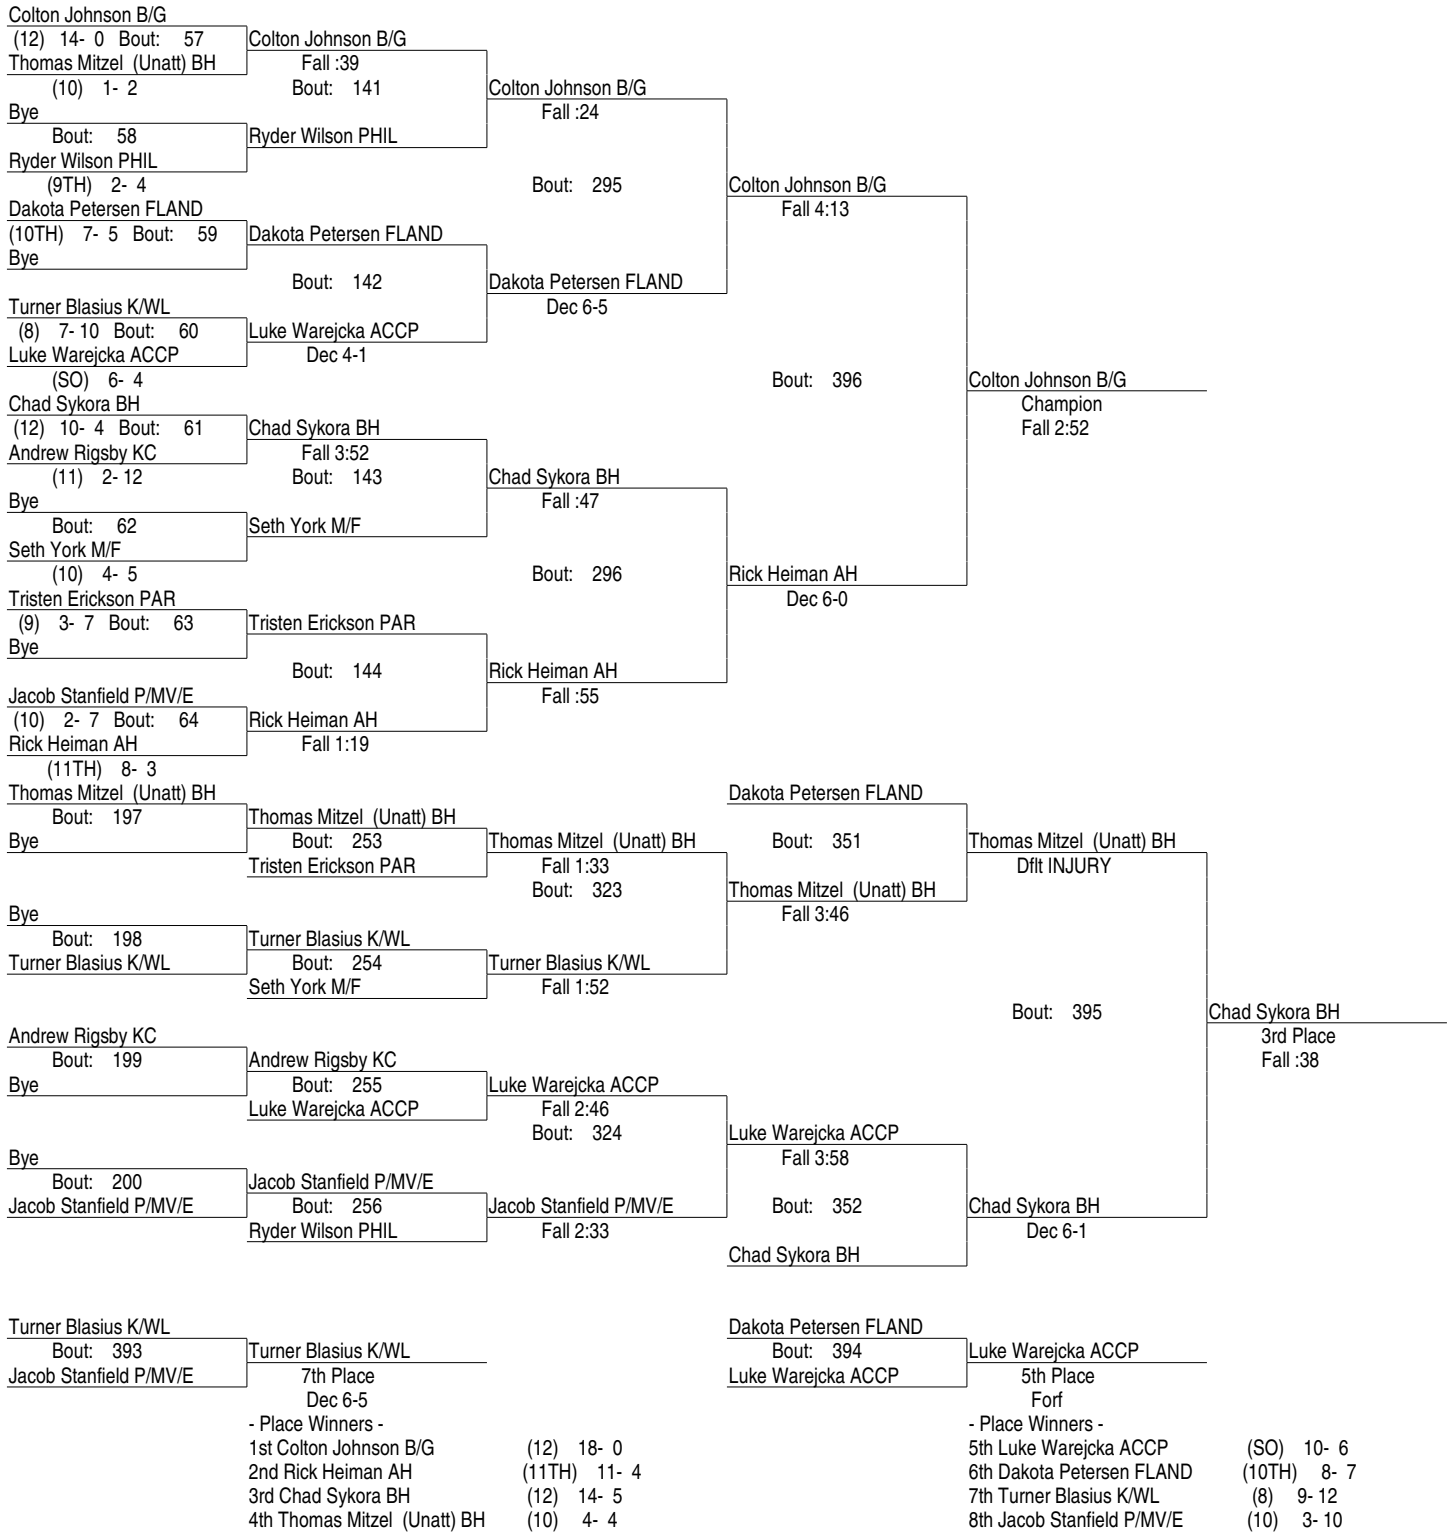 Colton Johnson B/G
(12) 14- 0 Bout: 57 Colton Johnson B/G
Thomas Mitzel (Unatt) BH Fall :39
(10) 1- 2 Bout: 141 Colton Johnson B/G
Bye Fall :24
Bout: 58 Ryder Wilson PHIL
Ryder Wilson PHIL
(9TH) 2- 4 Bout: 295 Colton Johnson B/G
Dakota Petersen FLAND Fall 4:13
(10TH) 7- 5 Bout: 59 Dakota Petersen FLAND
Bye
Bout: 142 Dakota Petersen FLAND
Turner Blasius K/WL Dec 6-5
(8) 7- 10 Bout: 60 Luke Warejcka ACCP
Luke Warejcka ACCP Dec 4-1
(SO) 6- 4 Bout: 396 Colton Johnson B/G
Chad Sykora BH Champion
(12) 10- 4 Bout: 61 Chad Sykora BH Fall 2:52
Andrew Rigsby KC Fall 3:52
(11) 2- 12 Bout: 143 Chad Sykora BH
Bye Fall :47
Bout: 62 Seth York M/F
Seth York M/F
(10) 4- 5 Bout: 296 Rick Heiman AH
Tristen Erickson PAR Dec 6-0
(9) 3- 7 Bout: 63 Tristen Erickson PAR
Bye
Bout: 144 Rick Heiman AH
Jacob Stanfield P/MV/E Fall :55
(10) 2- 7 Bout: 64 Rick Heiman AH
Rick Heiman AH Fall 1:19
(11TH) 8- 3
Thomas Mitzel (Unatt) BH Dakota Petersen FLAND
Bout: 197 Thomas Mitzel (Unatt) BH
Bye Bout: 253 Thomas Mitzel (Unatt) BH Bout: 351 Thomas Mitzel (Unatt) BH
Tristen Erickson PAR Fall 1:33 Dflt INJURY
Bout: 323 Thomas Mitzel (Unatt) BH
Bye Fall 3:46
Bout: 198 Turner Blasius K/WL
Turner Blasius K/WL Bout: 254 Turner Blasius K/WL
Seth York M/F Fall 1:52
Bout: 395 Chad Sykora BH
Andrew Rigsby KC 3rd Place
Bout: 199 Andrew Rigsby KC Fall :38
Bye Bout: 255 Luke Warejcka ACCP
Luke Warejcka ACCP Fall 2:46
Bout: 324 Luke Warejcka ACCP
Bye Fall 3:58
Bout: 200 Jacob Stanfield P/MV/E
Jacob Stanfield P/MV/E Bout: 256 Jacob Stanfield P/MV/E Bout: 352 Chad Sykora BH
Ryder Wilson PHIL Fall 2:33 Dec 6-1
Chad Sykora BH
Turner Blasius K/WL Dakota Petersen FLAND
Bout: 393 Turner Blasius K/WL Bout: 394 Luke Warejcka ACCP
Jacob Stanfield P/MV/E 7th Place Luke Warejcka ACCP 5th Place
Dec 6-5 Forf
- Place Winners - - Place Winners -
1st Colton Johnson B/G (12) 18- 0 5th Luke Warejcka ACCP (SO) 10- 6
2nd Rick Heiman AH (11TH) 11- 4 6th Dakota Petersen FLAND (10TH) 8- 7
3rd Chad Sykora BH (12) 14- 5 7th Turner Blasius K/WL (8) 9- 12
4th Thomas Mitzel (Unatt) BH (10) 4- 4 8th Jacob Stanfield P/MV/E (10) 3- 10